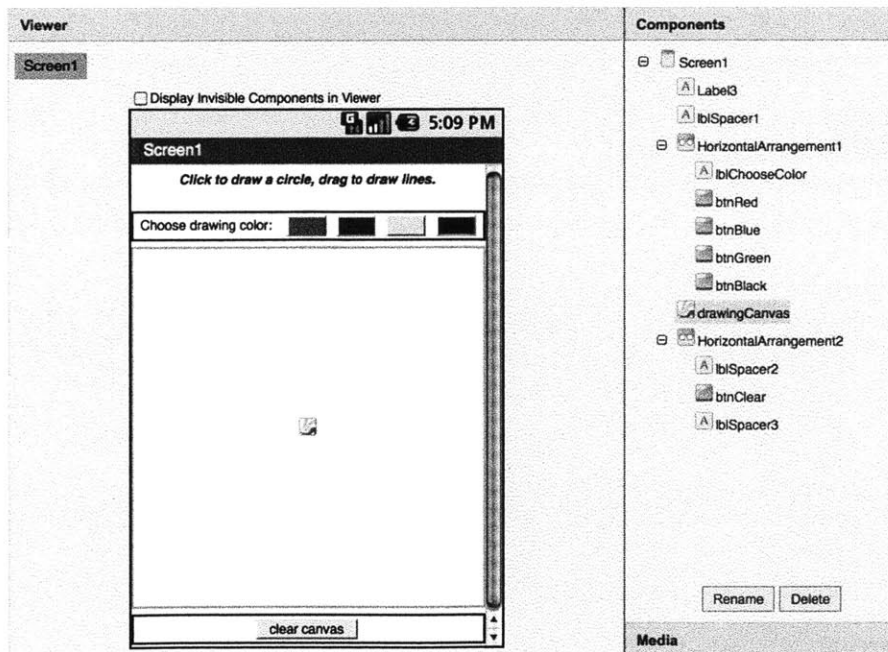 Viewer
Screen1
Display Invisible Components in Viewer
5:09 PM
Screen1
Click to draw a circle, drag to draw lines.
Choose drawing color:
clear canvas
Components
Screen1
Label3
lblSpacer1
HorizontalArrangement1
lblChooseColor
btnRed
btnBlue
btnGreen
btnBlack
drawingCanvas
HorizontalArrangement2
lblSpacer2
btnClear
lblSpacer3
Rename Delete
Media